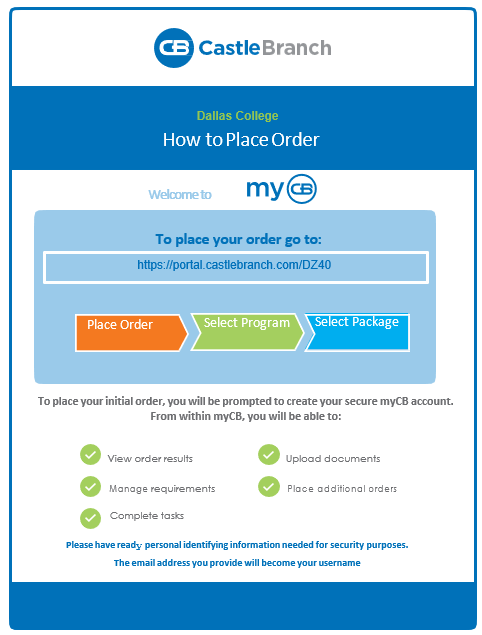 CB CastleBranch
Dallas College
How to Place Order
Welcome to my CB
To place your order go to:
https://portal.castlebranch.com/DZ40
Place Order Select Program Select Package
To place your initial order, you will be prompted to create your secure myCB account.
From within myCB, you will be able to:
View order results Upload documents
Manage requirements Place additional orders
Complete tasks
Please have ready personal identifying information needed for security purposes.
The email address you provide will become your username